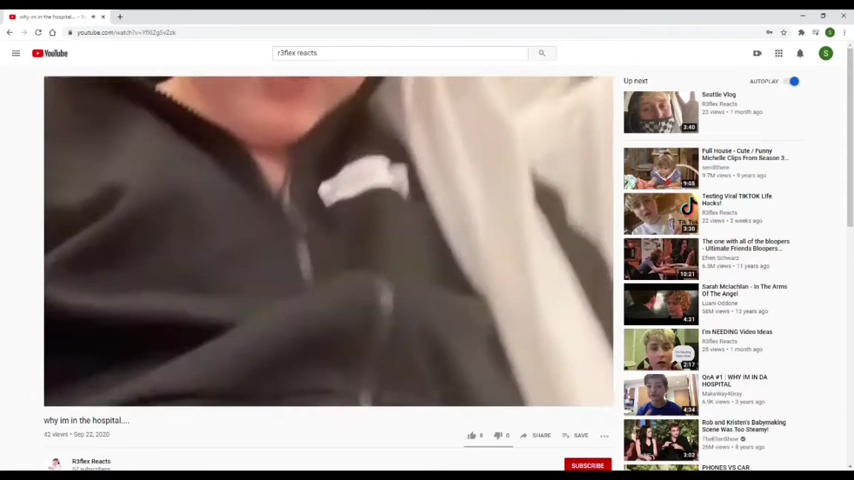 why im in the hospital... - Yo
youtube.com/watch?v=
YouTube
r3flex reacts
S
S
Up next
AUTOPLAY
3:40
Seattle Vlog
R3flex Reacts
23 views • 1 month ago
9:05
Full House - Cute / Funny
Michelle Clips From Season 3...
9.7M views • 9 years ago
3:30
Testing Viral TIKTOK Life
Hacks!
R3flex Reacts
22 views • 2 weeks ago
10:21
The one with all of the bloopers
- Ultimate Friends Bloopers...
Efren Schwarz
6.3M views • 11 years ago
4:31
Sarah Mclachlan - In The Arms
Of The Angel
Luani Oddone
58M views • 13 years ago
2:17
I'm NEEDING Video Ideas
R3flex Reacts
25 views • 1 month ago
4:34
QnA #1 : WHY IM IN DA
HOSPITAL
MakeWay4Gray
6.9K views • 3 years ago
3:02
Rob and Kristen's Babymaking
Scene Was Too Steamy!
TheEllenShow
26M views • 8 years ago
PHONES VS CAR
why im in the hospital....
42 views • Sep 22, 2020
8
0
SHARE
SAVE
R3flex Reacts
57 subscribers
SUBSCRIBE